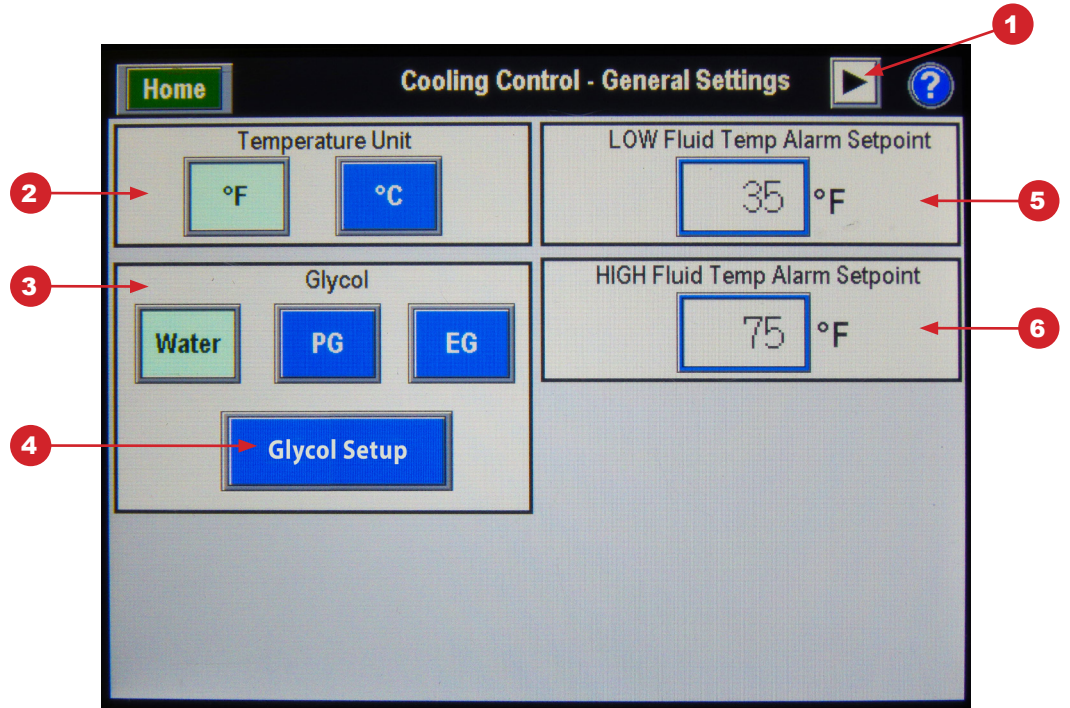 1
Home
Cooling Control - General Settings
?
Temperature Unit
°F
°C
LOW Fluid Temp Alarm Setpoint
35 °F
2
5
3
Glycol
Water
PG
EG
HIGH Fluid Temp Alarm Setpoint
75 °F
6
4
Glycol Setup